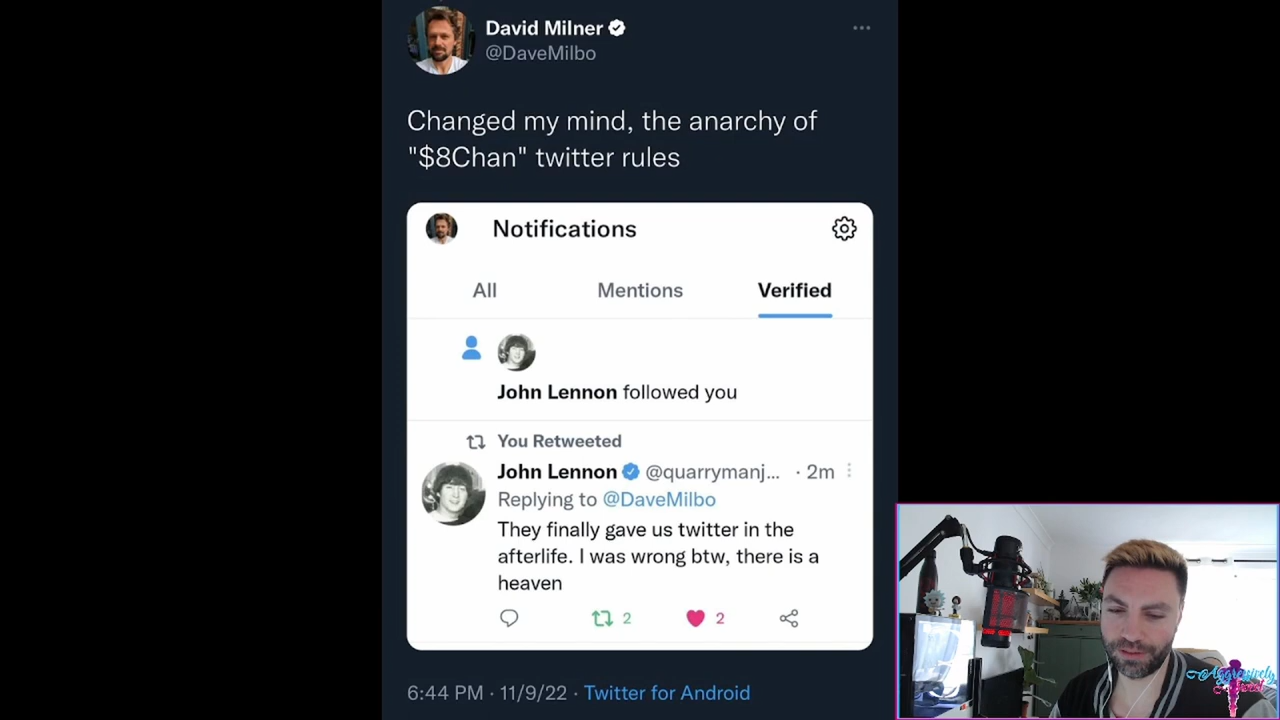 David Milner
@DaveMilbo
Changed my mind, the anarchy of
"$8Chan" twitter rules
Notifications
All Mentions Verified
John Lennon followed you
You Retweeted
John Lennon @quarrymanj... · 2m
Replying to @DaveMilbo
They finally gave us twitter in the
afterlife. I was wrong btw, there is a
heaven
2 2
6:44 PM · 11/9/22 · Twitter for Android